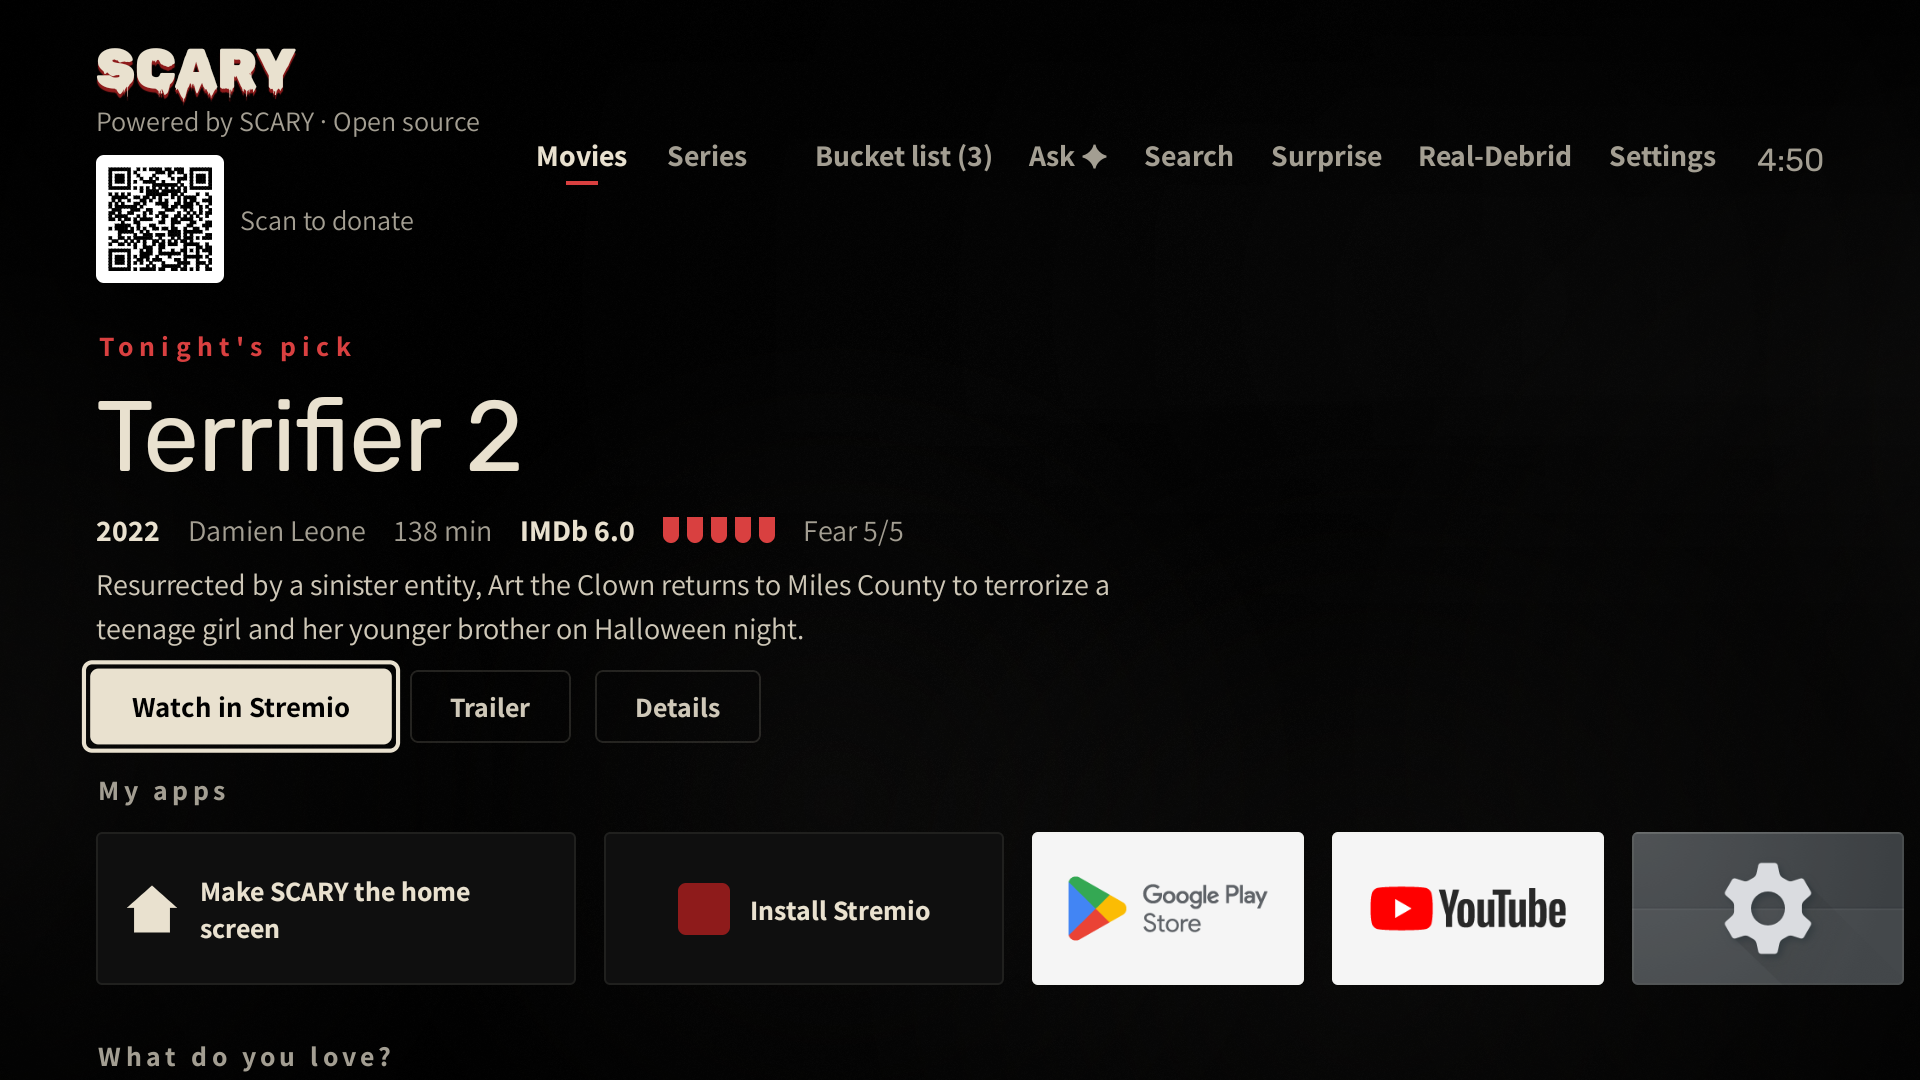 SCARY
Powered by SCARY · Open source
Scan to donate
Movies
Series
Bucket list (3)
Ask ✦
Search
Surprise
Real-Debrid
Settings
4:50
Tonight's pick
Terrifier 2
2022 Damien Leone 138 min IMDb 6.0 Fear 5/5
Resurrected by a sinister entity, Art the Clown returns to Miles County to terrorize a
teenage girl and her younger brother on Halloween night.
Watch in Stremio
Trailer
Details
My apps
Make SCARY the home
screen
Install Stremio
Google Play
Store
YouTube
What do you love?